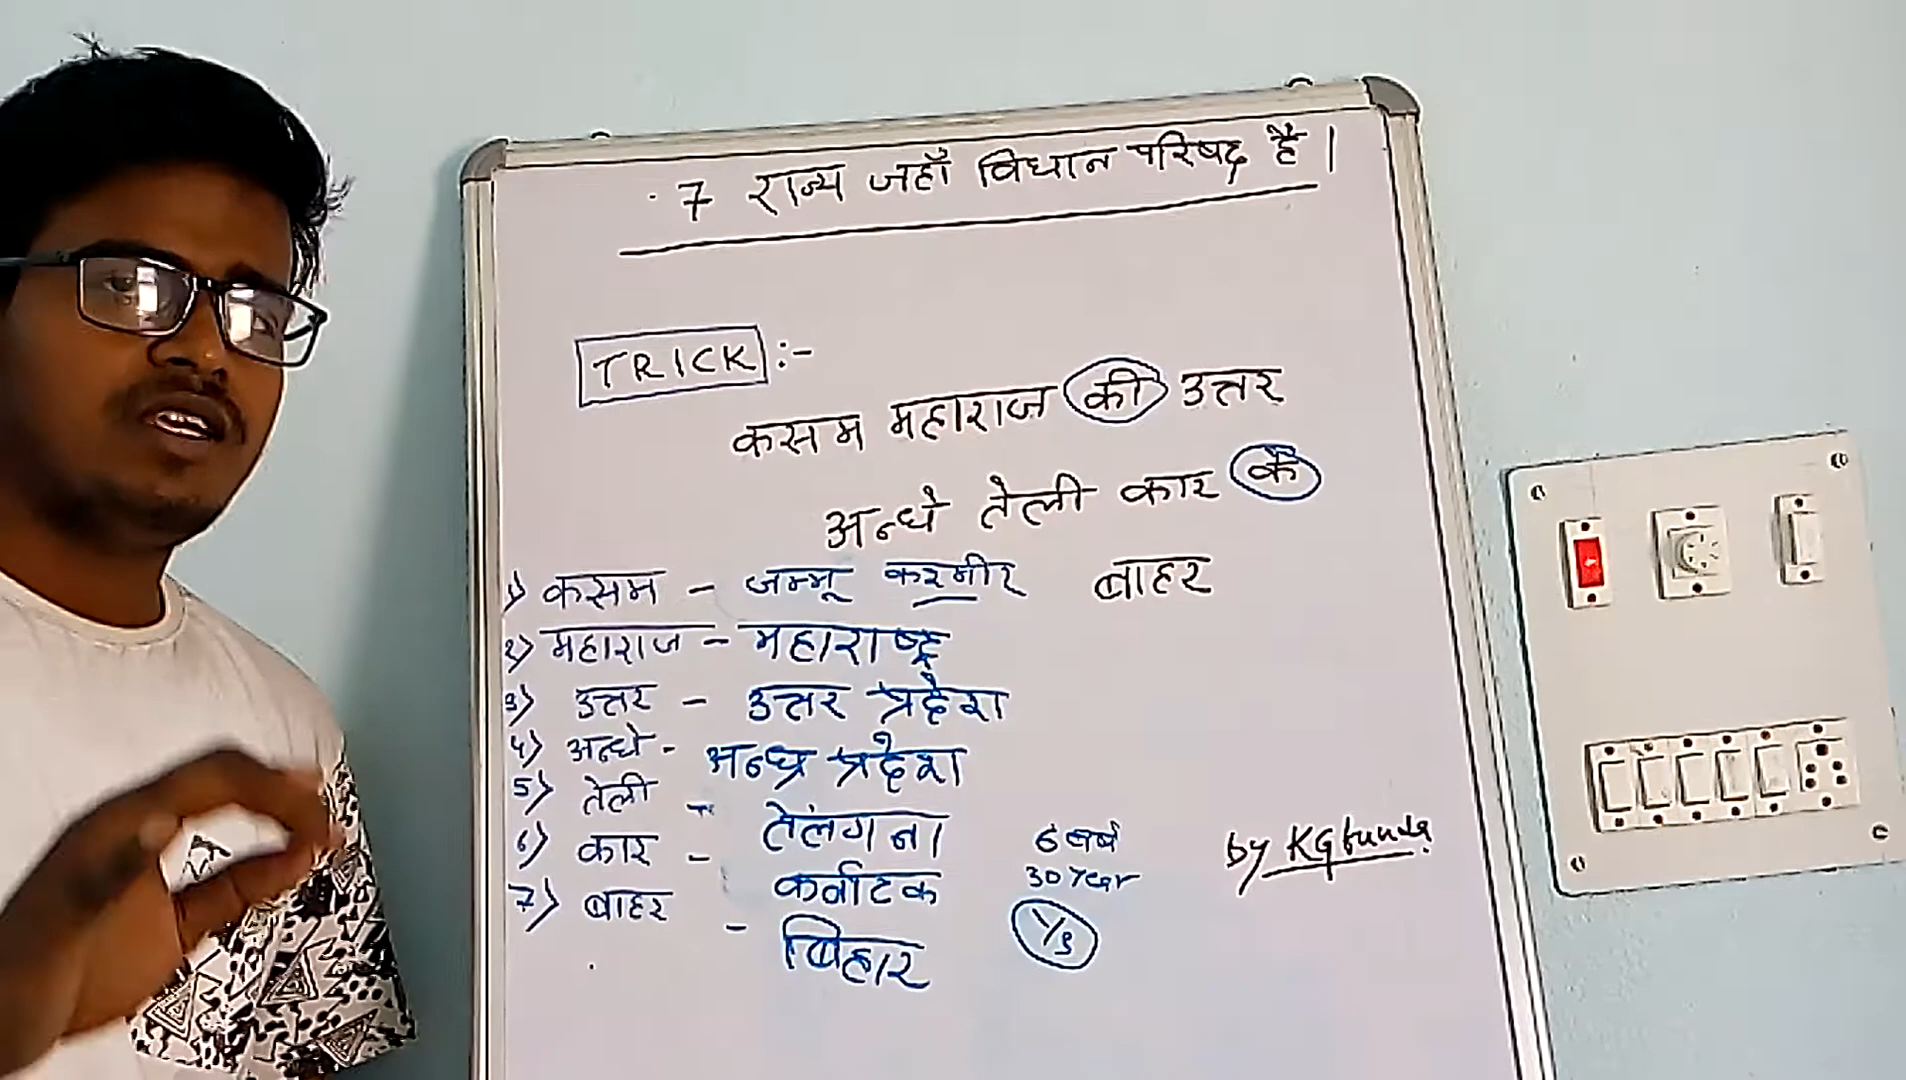 7 राज्य जहाँ विधान परिषद है।
TRICK :-
कसम महाराज की उत्तर
अन्धे तेली कार के
बाहर
1) कसम - जम्मू कश्मीर
2) महाराज - महाराष्ट्र
3) उत्तर - उत्तर प्रदेश
4) अन्धे - अन्ध्र प्रदेश
5) तेली - तेलंगना
6) कार - कर्नाटक
7) बाहर - बिहार
6 वर्ष
30 Year
1/3
by KGfunda